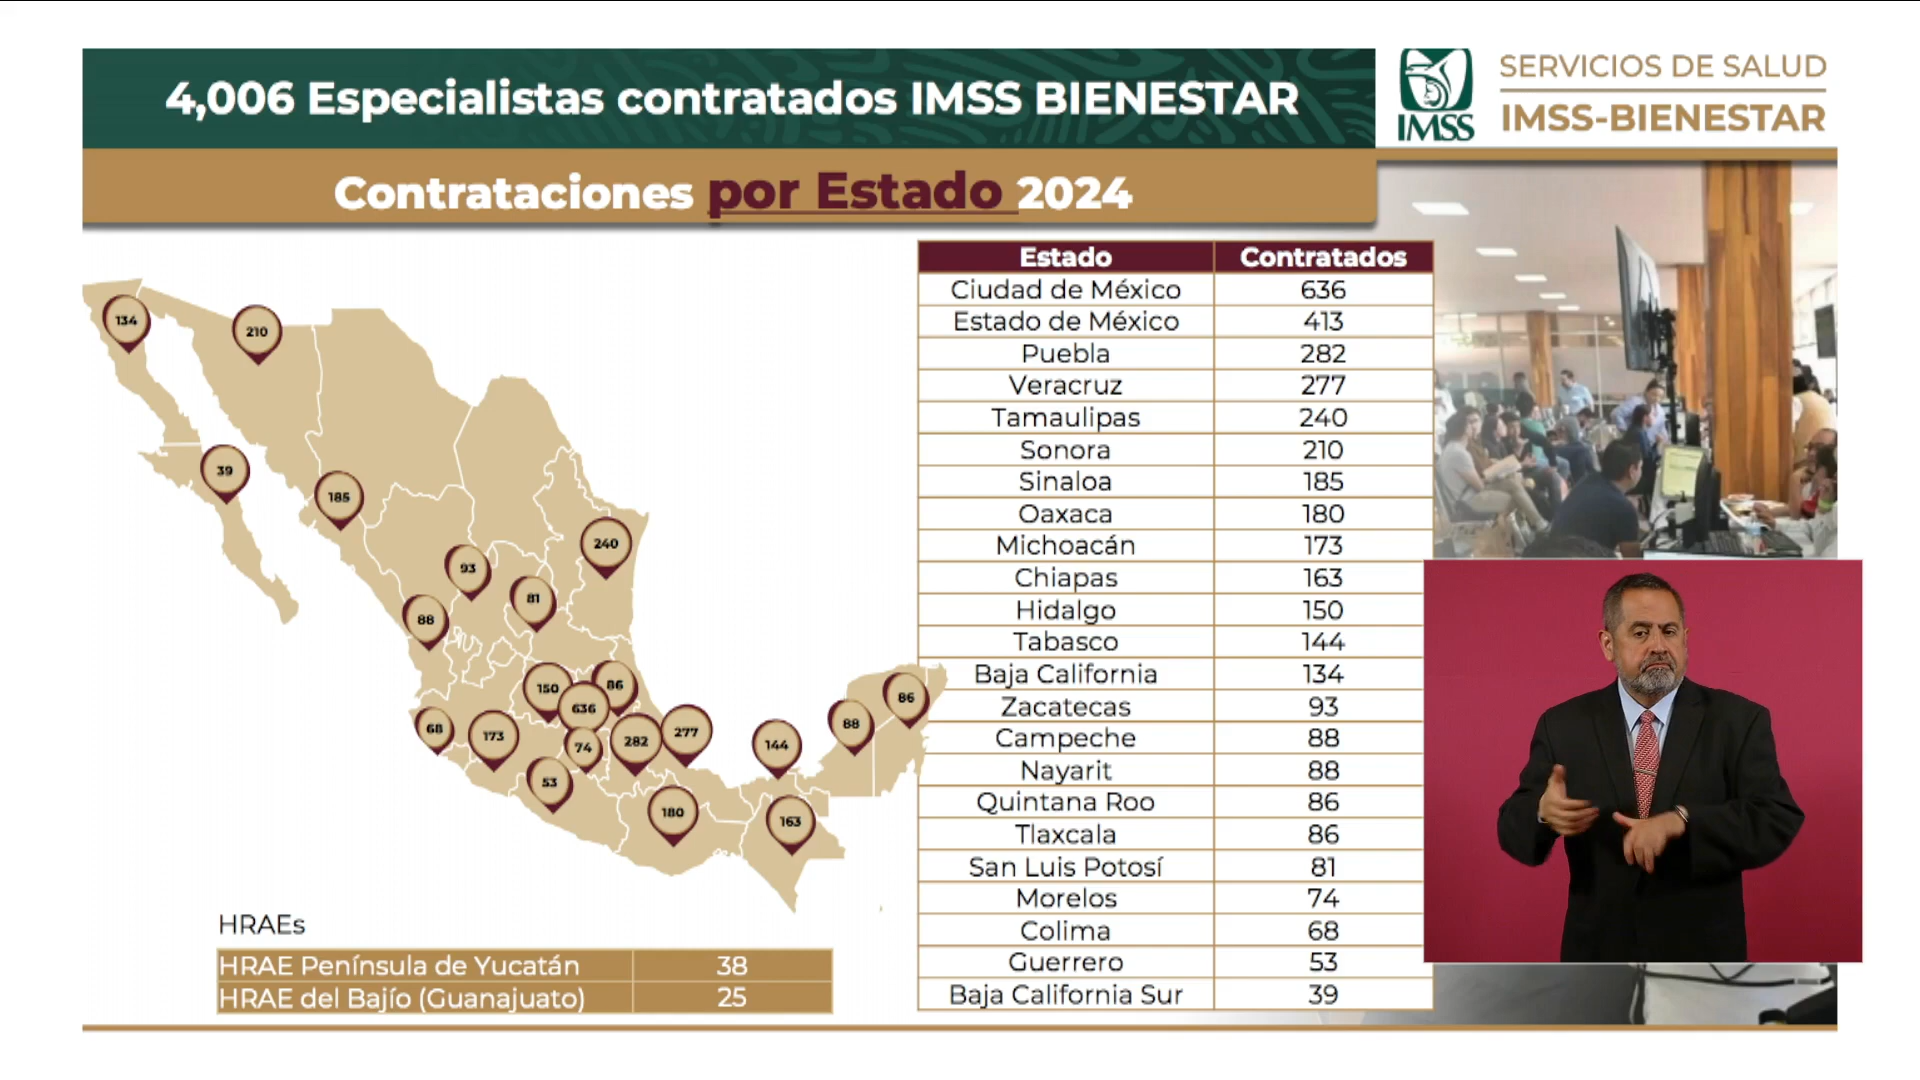 4,006 Especialistas contratados IMSS BIENESTAR
IMSS
SERVICIOS DE SALUD
IMSS-BIENESTAR
Contrataciones por Estado 2024
Estado Contratados
Ciudad de México 636
Estado de México 413
Puebla 282
Veracruz 277
Tamaulipas 240
Sonora 210
Sinaloa 185
Oaxaca 180
Michoacán 173
Chiapas 163
Hidalgo 150
Tabasco 144
Baja California 134
Zacatecas 93
Campeche 88
Nayarit 88
Quintana Roo 86
Tlaxcala 86
San Luis Potosí 81
Morelos 74
Colima 68
Guerrero 53
Baja California Sur 39
134
210
39
185
240
93
81
88
150
86
636
68
173
74
282
277
144
88
86
53
180
163
HRAEs
HRAE Península de Yucatán 38
HRAE del Bajío (Guanajuato) 25